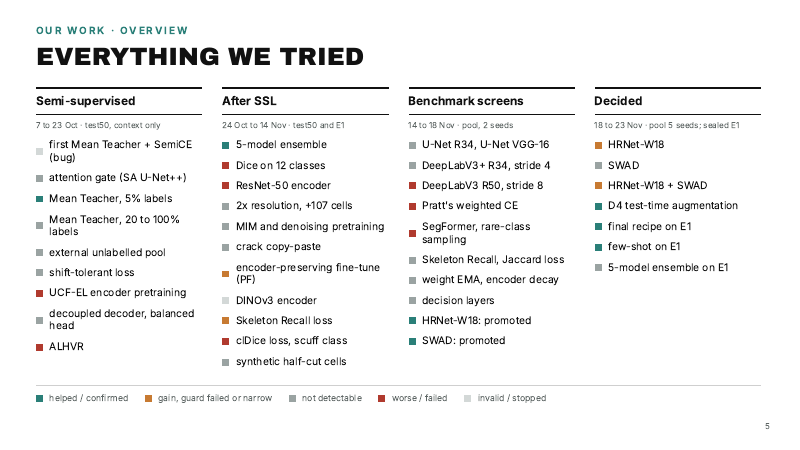 OUR WORK · OVERVIEW
EVERYTHING WE TRIED
Semi-supervised
7 to 23 Oct · test50, context only
first Mean Teacher + SemiCE
(bug)
attention gate (SA U-Net++)
Mean Teacher, 5% labels
Mean Teacher, 20 to 100%
labels
external unlabelled pool
shift-tolerant loss
UCF-EL encoder pretraining
decoupled decoder, balanced
head
ALHVR
After SSL
24 Oct to 14 Nov · test50 and E1
5-model ensemble
Dice on 12 classes
ResNet-50 encoder
2x resolution, +107 cells
MIM and denoising pretraining
crack copy-paste
encoder-preserving fine-tune
(PF)
DINOv3 encoder
Skeleton Recall loss
clDice loss, scuff class
synthetic half-cut cells
Benchmark screens
14 to 18 Nov · pool, 2 seeds
U-Net R34, U-Net VGG-16
DeepLabV3+ R34, stride 4
DeepLabV3 R50, stride 8
Pratt's weighted CE
SegFormer, rare-class
sampling
Skeleton Recall, Jaccard loss
weight EMA, encoder decay
decision layers
HRNet-W18: promoted
SWAD: promoted
Decided
18 to 23 Nov · pool 5 seeds; sealed E1
HRNet-W18
SWAD
HRNet-W18 + SWAD
D4 test-time augmentation
final recipe on E1
few-shot on E1
5-model ensemble on E1
helped / confirmed
gain, guard failed or narrow
not detectable
worse / failed
invalid / stopped
5